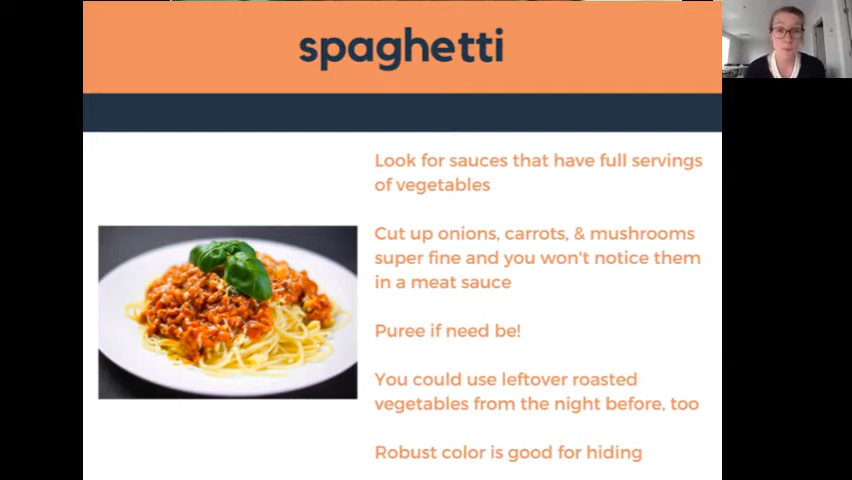 spaghetti
Look for sauces that have full servings
of vegetables
Cut up onions, carrots, & mushrooms
super fine and you won't notice them
in a meat sauce
Puree if need be!
You could use leftover roasted
vegetables from the night before, too
Robust color is good for hiding